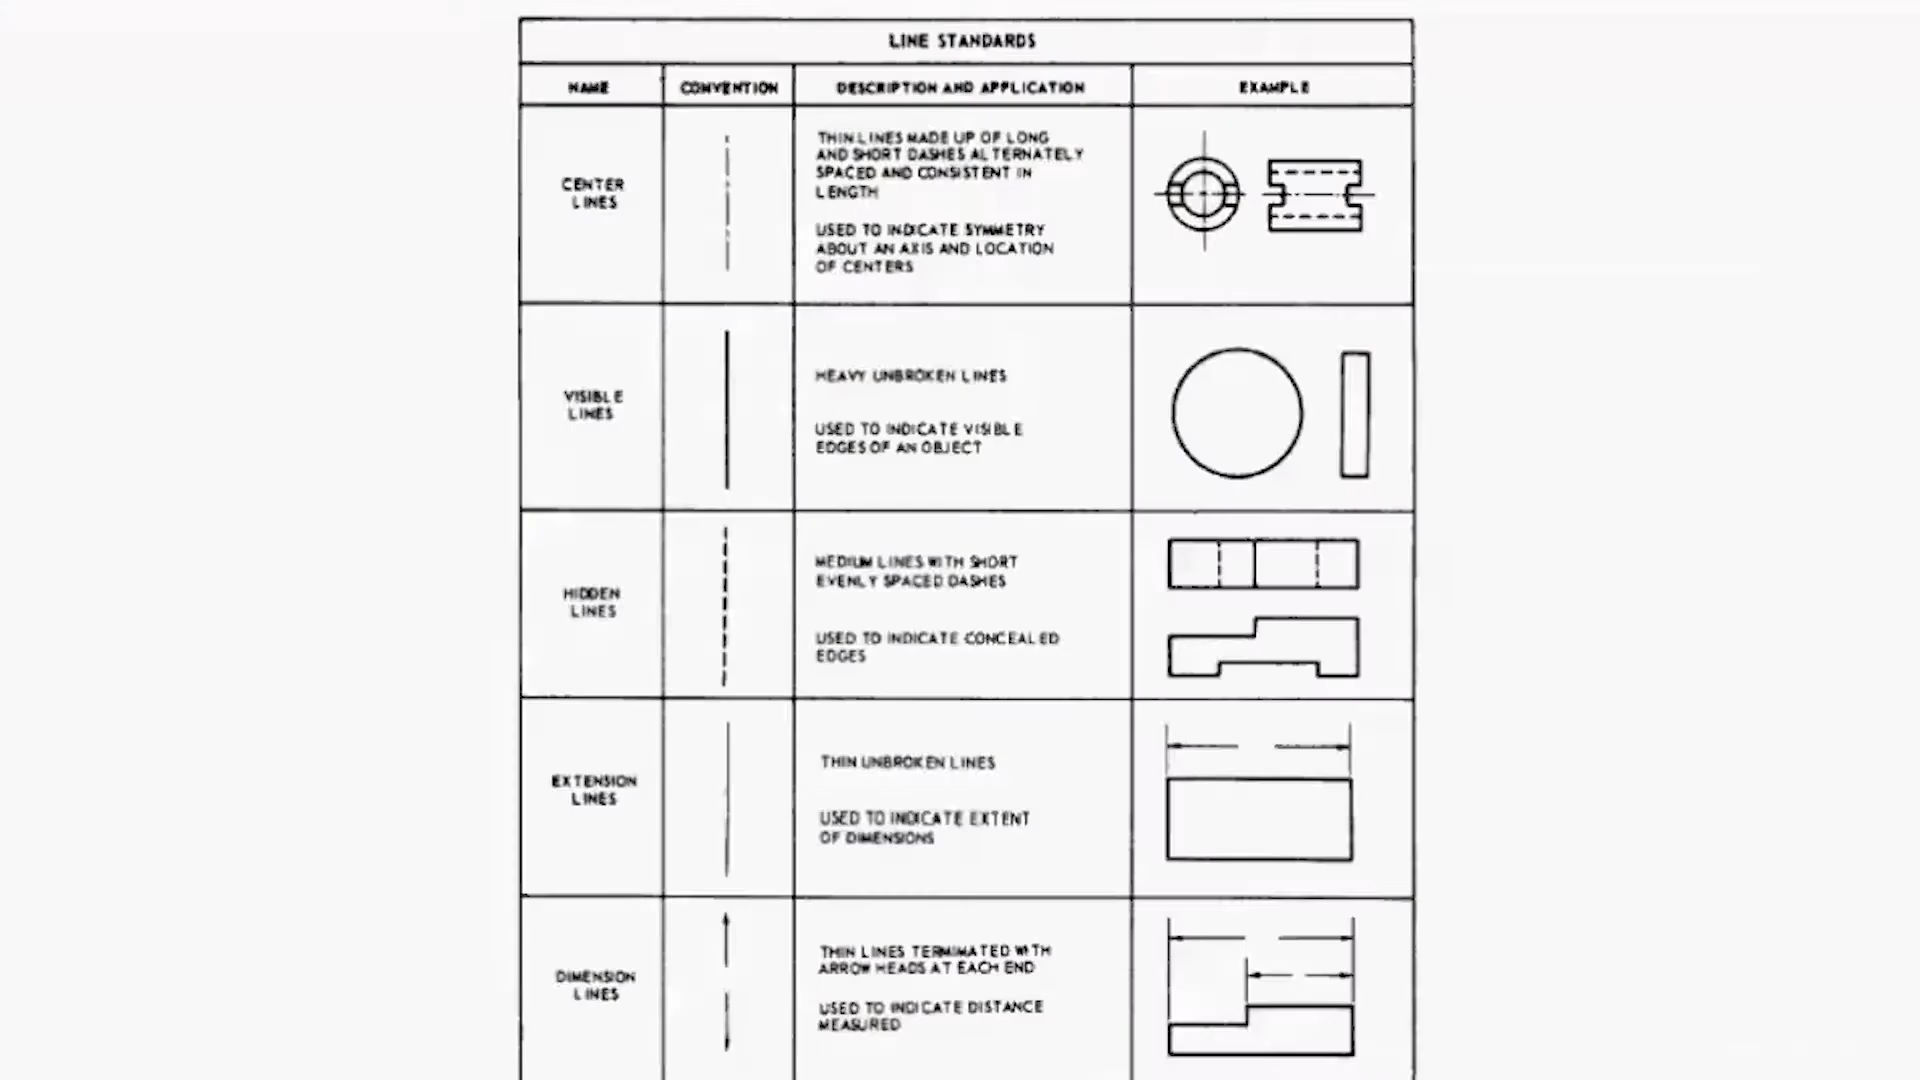 LINE STANDARDS
NAME
CONVENTION
DESCRIPTION AND APPLICATION
EXAMPLE
CENTER
LINES
THIN LINES MADE UP OF LONG
AND SHORT DASHES ALTERNATELY
SPACED AND CONSISTENT IN
LENGTH
USED TO INDICATE SYMMETRY
ABOUT AN AXIS AND LOCATION
OF CENTERS
VISIBLE
LINES
HEAVY UNBROKEN LINES
USED TO INDICATE VISIBLE
EDGES OF AN OBJECT
HIDDEN
LINES
MEDIUM LINES WITH SHORT
EVENLY SPACED DASHES
USED TO INDICATE CONCEALED
EDGES
EXTENSION
LINES
THIN UNBROKEN LINES
USED TO INDICATE EXTENT
OF DIMENSIONS
DIMENSION
LINES
THIN LINES TERMINATED WITH
ARROW HEADS AT EACH END
USED TO INDICATE DISTANCE
MEASURED